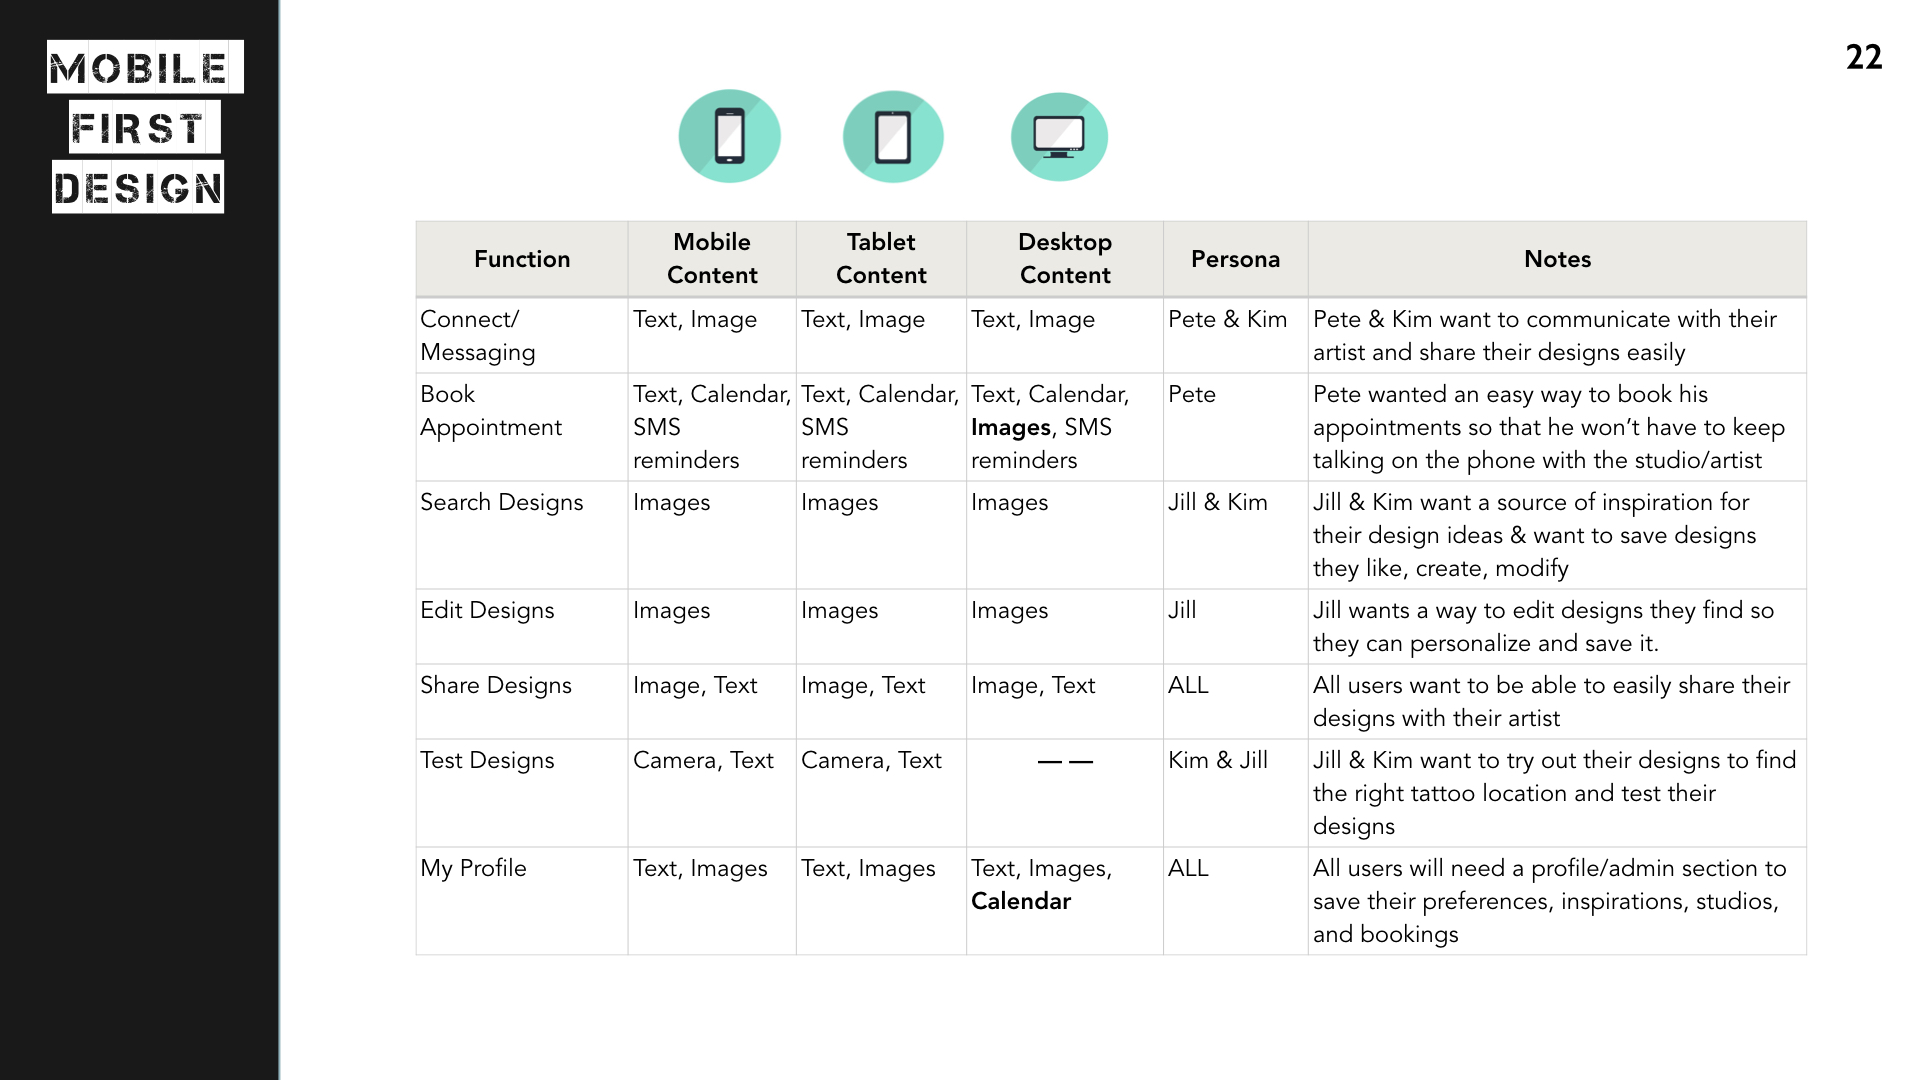 MOBILE
FIRST
DESIGN
22
Function
Mobile
Content
Tablet
Content
Desktop
Content
Persona
Notes
Connect/
Messaging
Text, Image
Text, Image
Text, Image
Pete & Kim
Pete & Kim want to communicate with their
artist and share their designs easily
Book
Appointment
Text, Calendar,
SMS
reminders
Text, Calendar,
SMS
reminders
Text, Calendar,
Images, SMS
reminders
Pete
Pete wanted an easy way to book his
appointments so that he won’t have to keep
talking on the phone with the studio/artist
Search Designs
Images
Images
Images
Jill & Kim
Jill & Kim want a source of inspiration for
their design ideas & want to save designs
they like, create, modify
Edit Designs
Images
Images
Images
Jill
Jill wants a way to edit designs they find so
they can personalize and save it.
Share Designs
Image, Text
Image, Text
Image, Text
ALL
All users want to be able to easily share their
designs with their artist
Test Designs
Camera, Text
Camera, Text
— —
Kim & Jill
Jill & Kim want to try out their designs to find
the right tattoo location and test their
designs
My Profile
Text, Images
Text, Images
Text, Images,
Calendar
ALL
All users will need a profile/admin section to
save their preferences, inspirations, studios,
and bookings